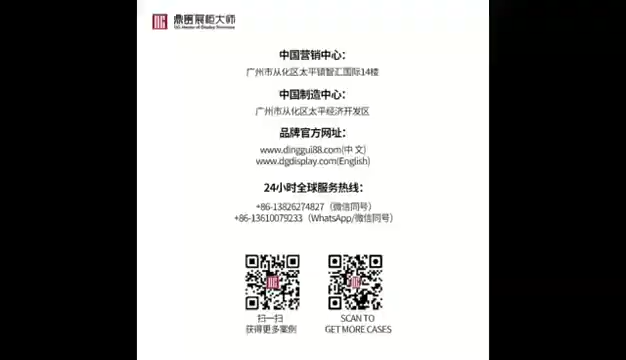 鼎贵展柜大师
DG Master of Display Showcase
中国营销中心：
广州市从化区太平镇智汇国际14楼
中国制造中心：
广州市从化区太平经济开发区
品牌官方网址：
www.dinggui88.com(中 文)
www.dgdisplay.com(English)
24小时全球服务热线：
+86-13826274827（微信同号）
+86-13610079233（WhatsApp/微信同号）
扫一扫
获得更多案例
SCAN TO
GET MORE CASES